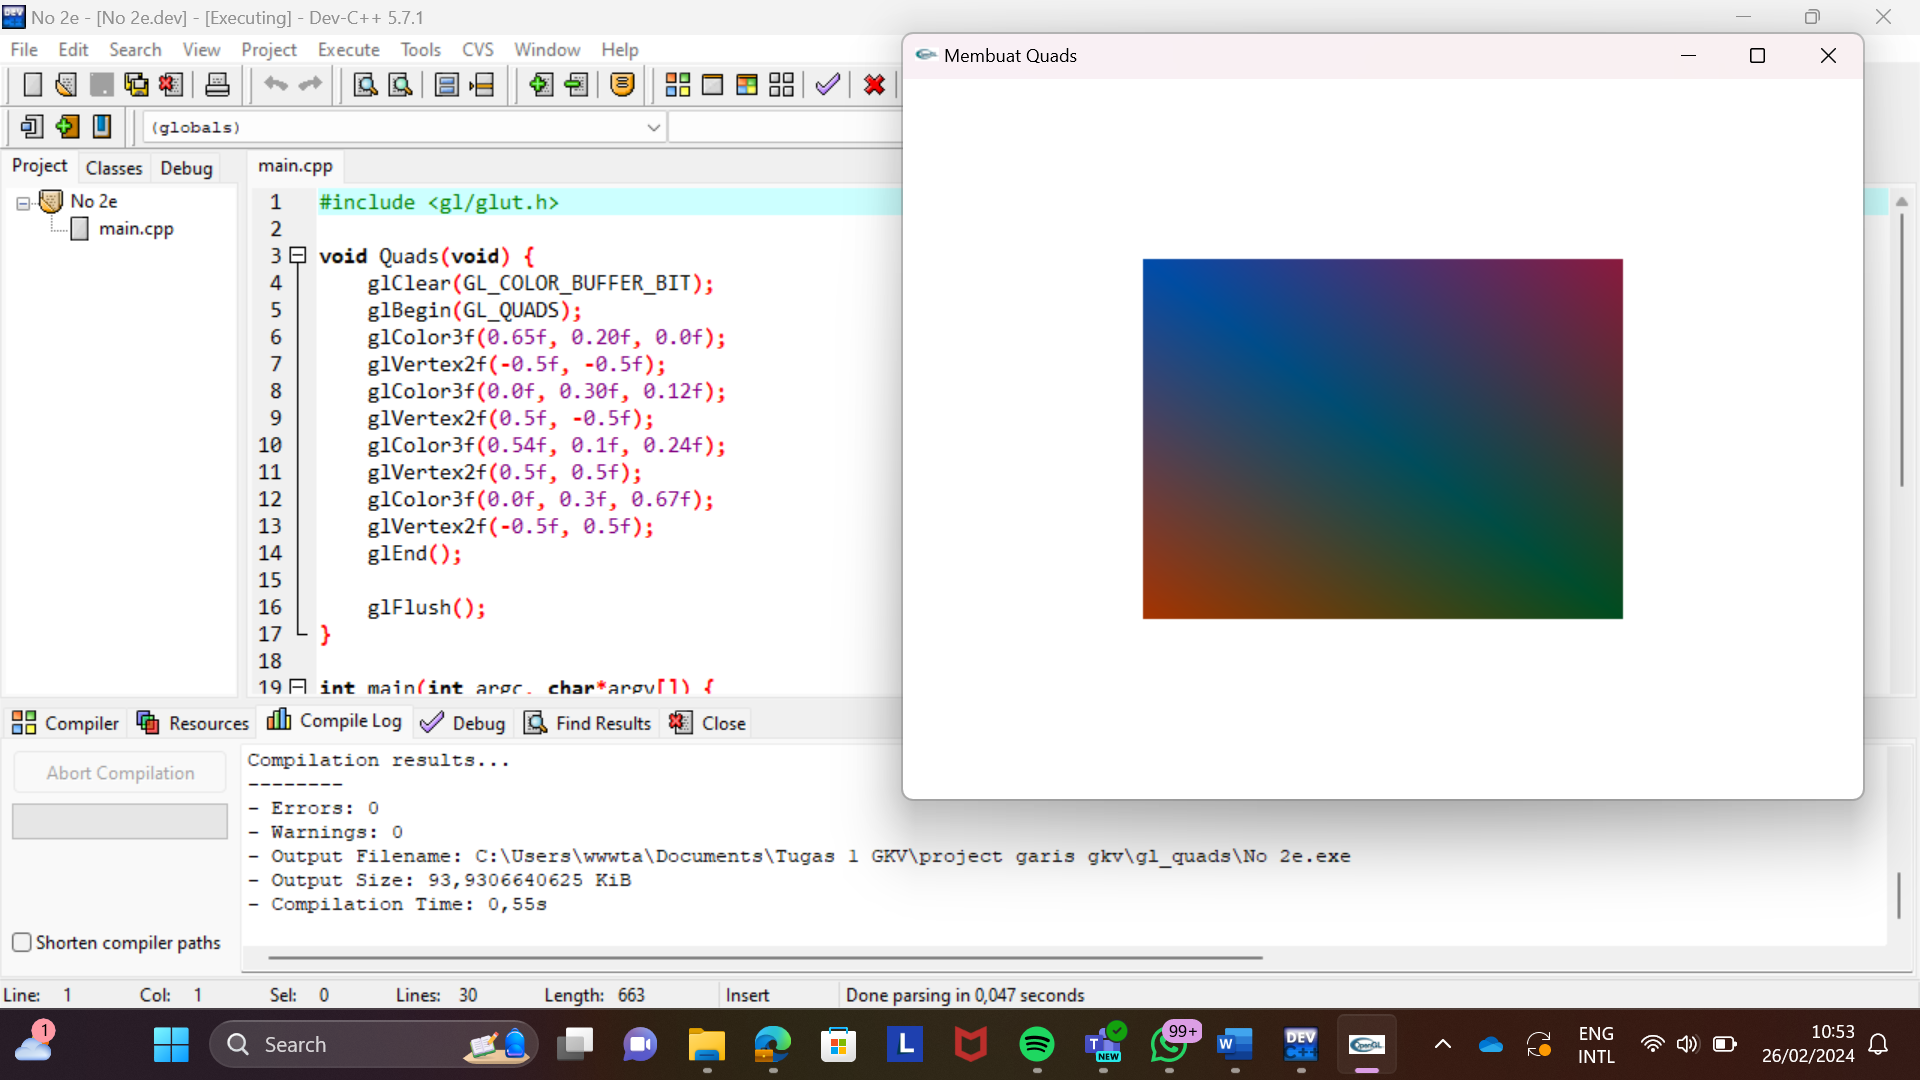 No 2e - [No 2e.dev] - [Executing] - Dev-C++ 5.7.1
File Edit Search View Project Execute Tools CVS Window Help
Membuat Quads
(globals)
Project Classes Debug
main.cpp
No 2e
main.cpp
1 #include <gl/glut.h>
2
3 void Quads(void) {
4 glClear(GL_COLOR_BUFFER_BIT);
5 glBegin(GL_QUADS);
6 glColor3f(0.65f, 0.20f, 0.0f);
7 glVertex2f(-0.5f, -0.5f);
8 glColor3f(0.0f, 0.30f, 0.12f);
9 glVertex2f(0.5f, -0.5f);
10 glColor3f(0.54f, 0.1f, 0.24f);
11 glVertex2f(0.5f, 0.5f);
12 glColor3f(0.0f, 0.3f, 0.67f);
13 glVertex2f(-0.5f, 0.5f);
14 glEnd();
15
16 glFlush();
17 }
18
19 int main(int argc, char*argv[]) {
Compiler Resources Compile Log Debug Find Results Close
Abort Compilation
Shorten compiler paths
Compilation results...
--------
- Errors: 0
- Warnings: 0
- Output Filename: C:\Users\wwwta\Documents\Tugas 1 GKV\project garis gkv\gl_quads\No 2e.exe
- Output Size: 93,9306640625 KiB
- Compilation Time: 0,55s
Line: 1 Col: 1 Sel: 0 Lines: 30 Length: 663 Insert Done parsing in 0,047 seconds
1
Search
L
T
NEW
99+
W
DEV
C++
OpenGL
ENG
INTL
10:53
26/02/2024